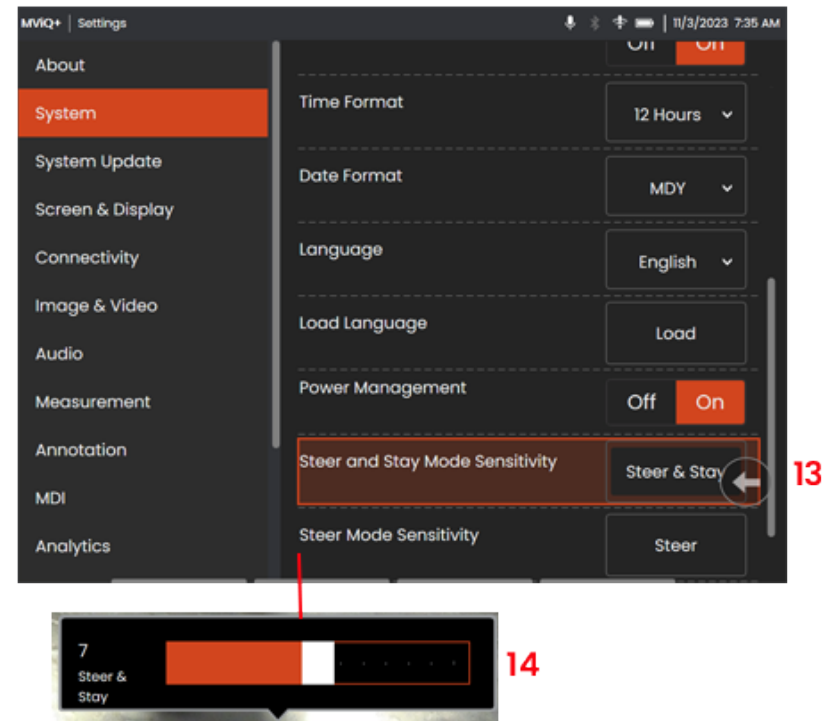 MViQ+ | Settings
11/3/2023 7:35 AM
About
System
System Update
Screen & Display
Connectivity
Image & Video
Audio
Measurement
Annotation
MDI
Analytics
Off On
Time Format
12 Hours
Date Format
MDY
Language
English
Load Language
Load
Power Management
Off On
Steer and Stay Mode Sensitivity
Steer & Stay
13
Steer Mode Sensitivity
Steer
7
Steer &
Stay
14